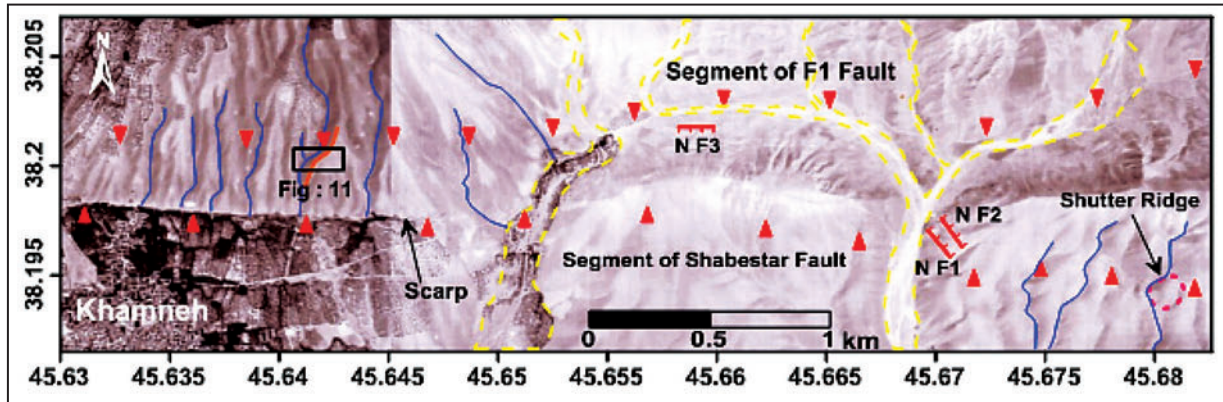 38.205
38.2
38.195
N
Segment of F1 Fault
N F3
Fig : 11
Shutter Ridge
N F2
N F1
Segment of Shabestar Fault
Scarp
Khamneh
0 0.5 1
km
45.63 45.635 45.64 45.645 45.65 45.655 45.66 45.665 45.67 45.675 45.68